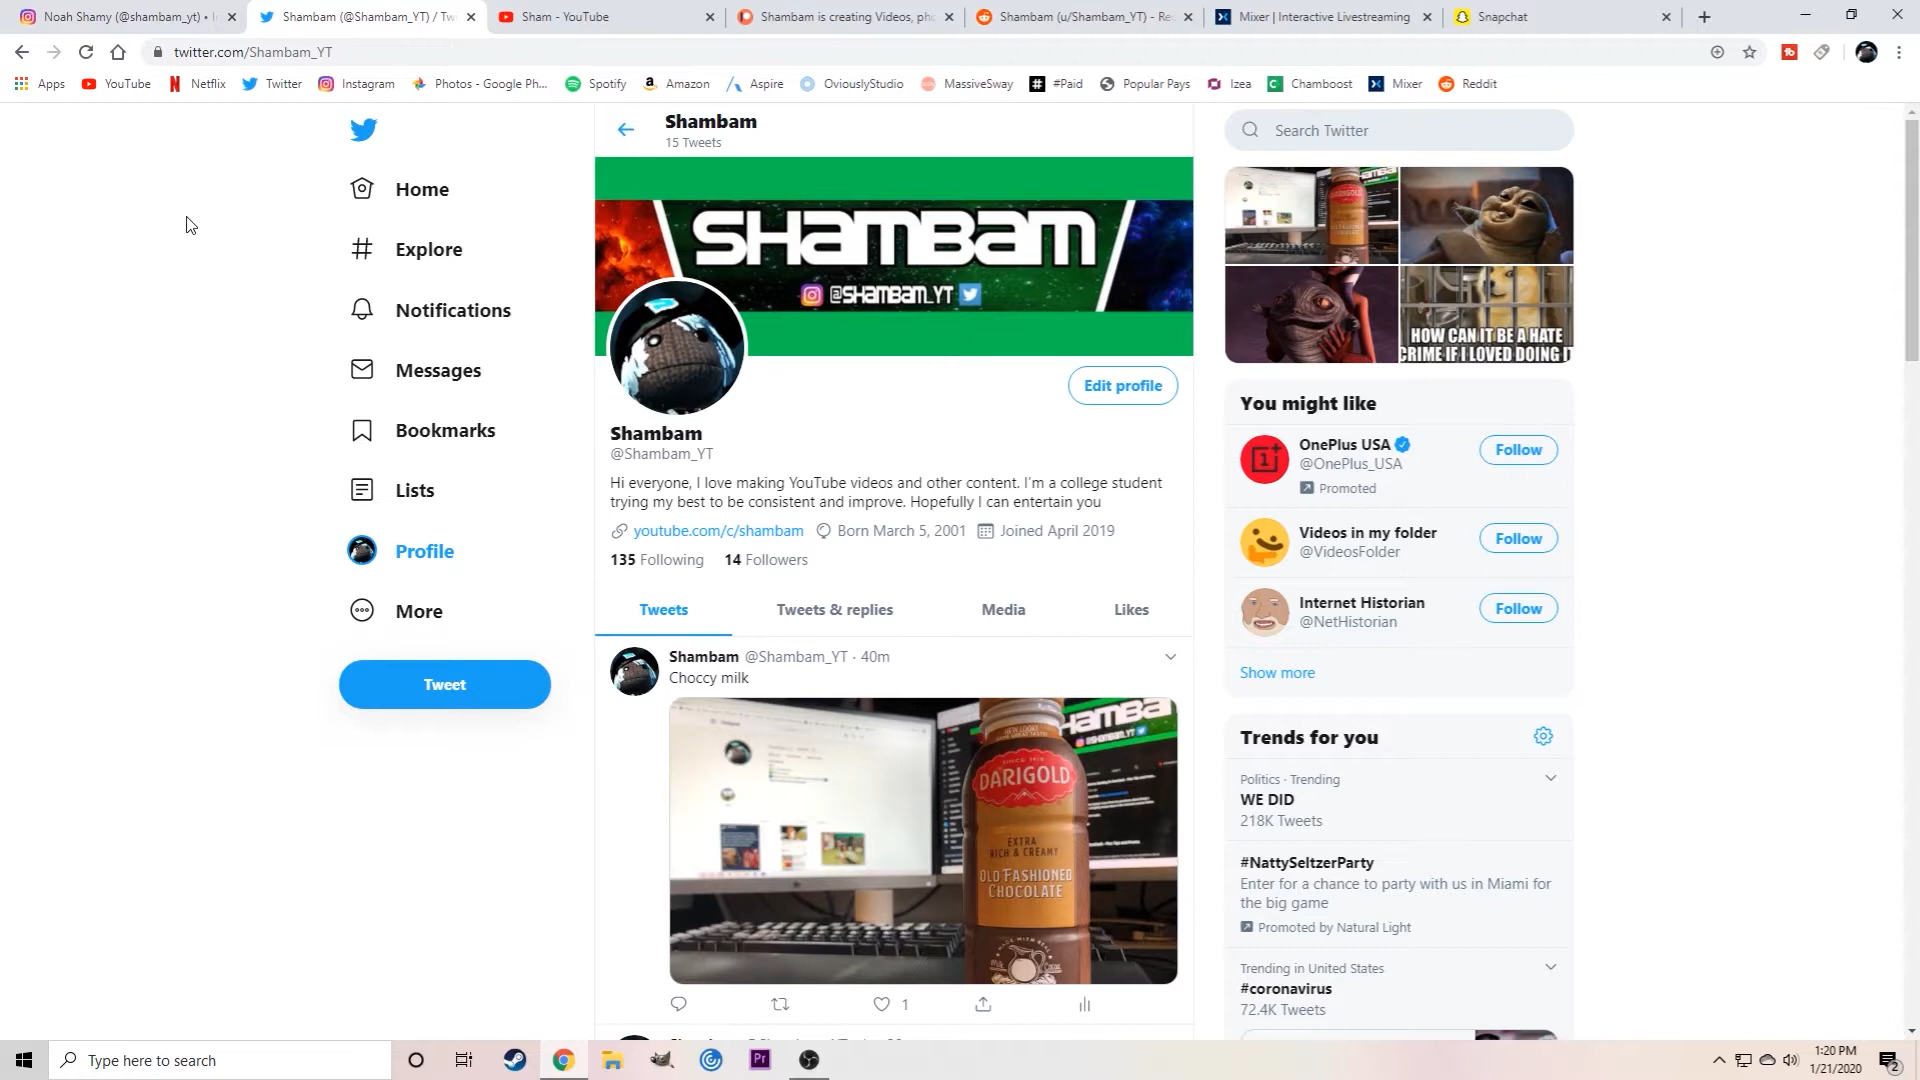 Noah Shamy (@shambam_yt) •
Shambam (@Shambam_YT) / Tw
Sham - YouTube
Shambam is creating Videos, ph
Shambam (u/Shambam_YT) - Re
Mixer | Interactive Livestreaming
Snapchat
twitter.com/Shambam_YT
Apps
YouTube
Netflix
Twitter
Instagram
Photos - Google Ph...
Spotify
Amazon
Aspire
OviouslyStudio
MassiveSway
#Paid
Popular Pays
Izea
Chamboost
Mixer
Reddit
Home
Explore
Notifications
Messages
Bookmarks
Lists
Profile
More
Tweet
Shambam
15 Tweets
SHAMBAM
@SHAMBAM_YT
Edit profile
Shambam
@Shambam_YT
Hi everyone, I love making YouTube videos and other content. I'm a college student
trying my best to be consistent and improve. Hopefully I can entertain you
youtube.com/c/shambam Born March 5, 2001 Joined April 2019
135 Following 14 Followers
Tweets Tweets & replies Media Likes
Shambam @Shambam_YT · 40m
Choccy milk
SINCE 1918
DARIGOLD
EXTRA
RICH & CREAMY
OLD FASHIONED
CHOCOLATE
MADE WITH REAL
1
Search Twitter
HOW CAN IT BE A HATE
CRIME IF I LOVED DOING IT
You might like
OnePlus USA
@OnePlus_USA
Promoted
Follow
Videos in my folder
@VideosFolder
Follow
Internet Historian
@NetHistorian
Follow
Show more
Trends for you
Politics · Trending
WE DID
218K Tweets
#NattySeltzerParty
Enter for a chance to party with us in Miami for
the big game
Promoted by Natural Light
Trending in United States
#coronavirus
72.4K Tweets
Type here to search
Pr
1:20 PM
1/21/2020
2